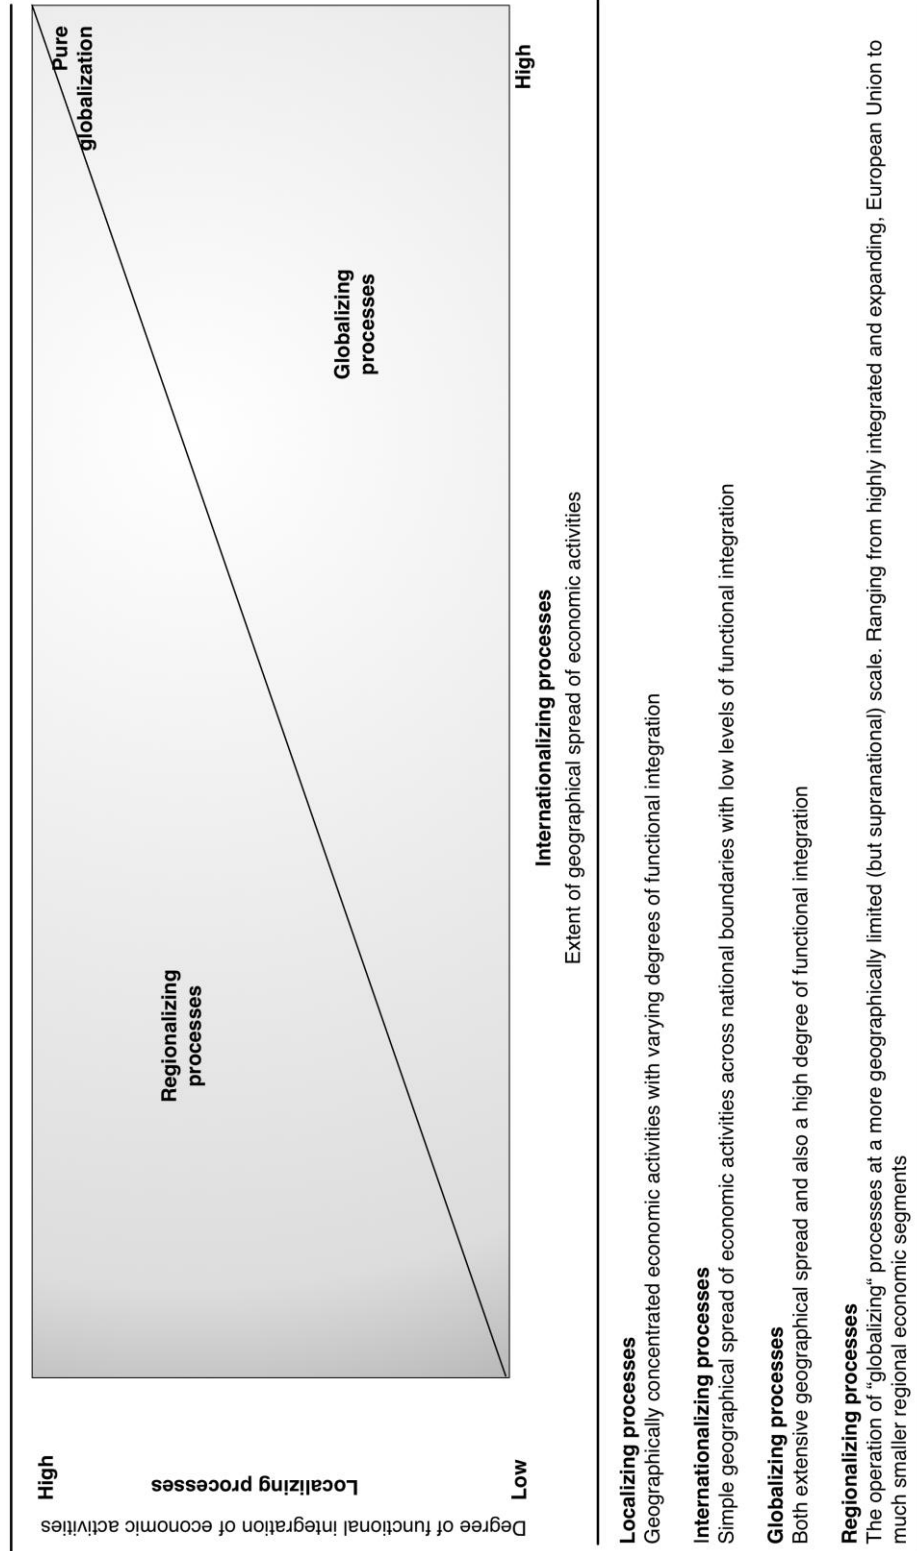 Degree of functional integration of economic activities
Localizing processes
High
Low
Pure
globalization
Regionalizing
processes
Globalizing
processes
High
Internationalizing processes
Extent of geographical spread of economic activities
Localizing processes
Geographically concentrated economic activities with varying degrees of functional integration
Internationalizing processes
Simple geographical spread of economic activities across national boundaries with low levels of functional integration
Globalizing processes
Both extensive geographical spread and also a high degree of functional integration
Regionalizing processes
The operation of "globalizing“ processes at a more geographically limited (but supranational) scale. Ranging from highly integrated and expanding, European Union to
much smaller regional economic segments